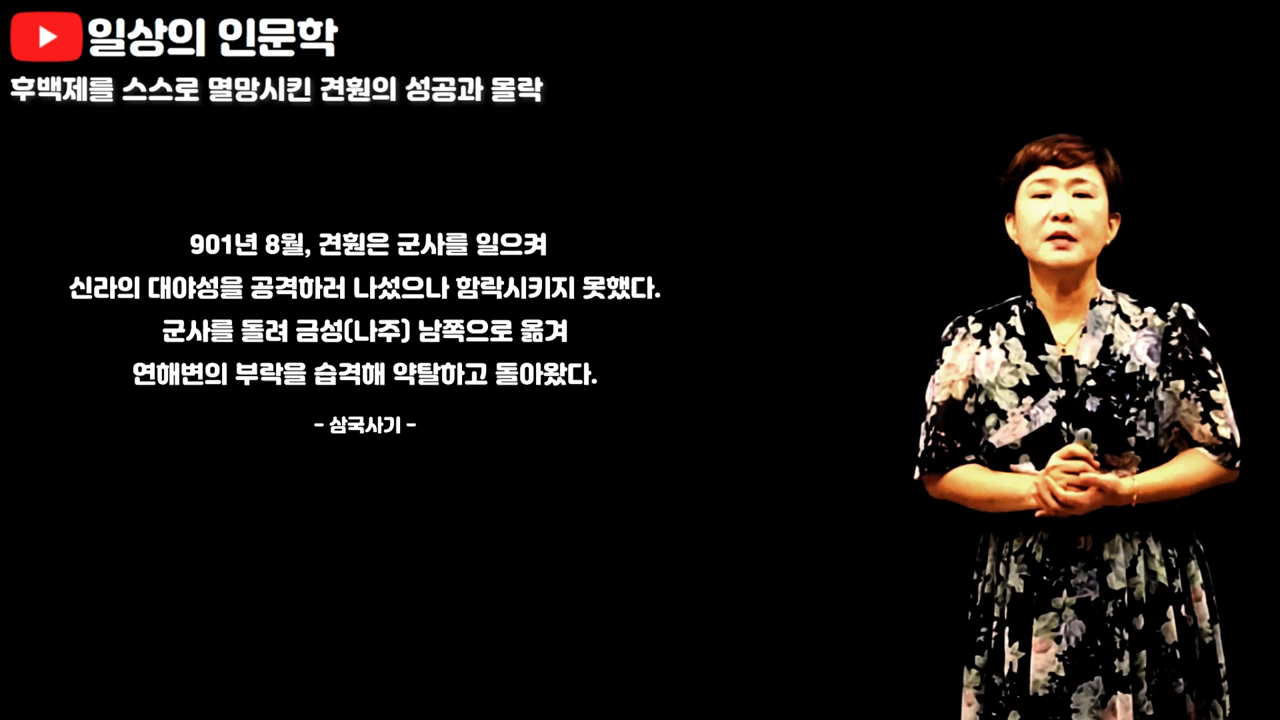 일상의 인문학
후백제를 스스로 멸망시킨 견훤의 성공과 몰락
901년 8월, 견훤은 군사를 일으켜
신라의 대야성을 공격하러 나섰으나 함락시키지 못했다.
군사를 돌려 금성(나주) 남쪽으로 옮겨
연해변의 부락을 습격해 약탈하고 돌아왔다.
- 삼국사기 -